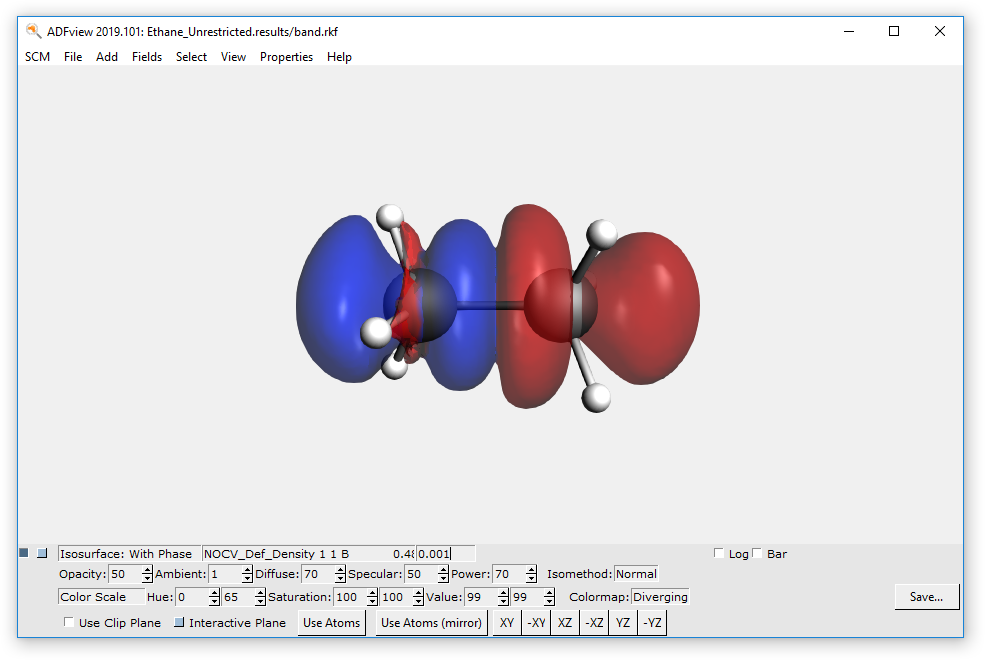 ADFview 2019.101: Ethane_Unrestricted.results/band.rkf
SCM File Add Fields Select View Properties Help
Isosurface: With Phase NOCV_Def_Density 1 1 B 0.48 0.001 Log Bar
Opacity: 50 Ambient: 1 Diffuse: 70 Specular: 50 Power: 70 Isomethod: Normal
Color Scale Hue: 0 65 Saturation: 100 100 Value: 99 99 Colormap: Diverging Save...
Use Clip Plane Interactive Plane Use Atoms Use Atoms (mirror) XY -XY XZ -XZ YZ -YZ